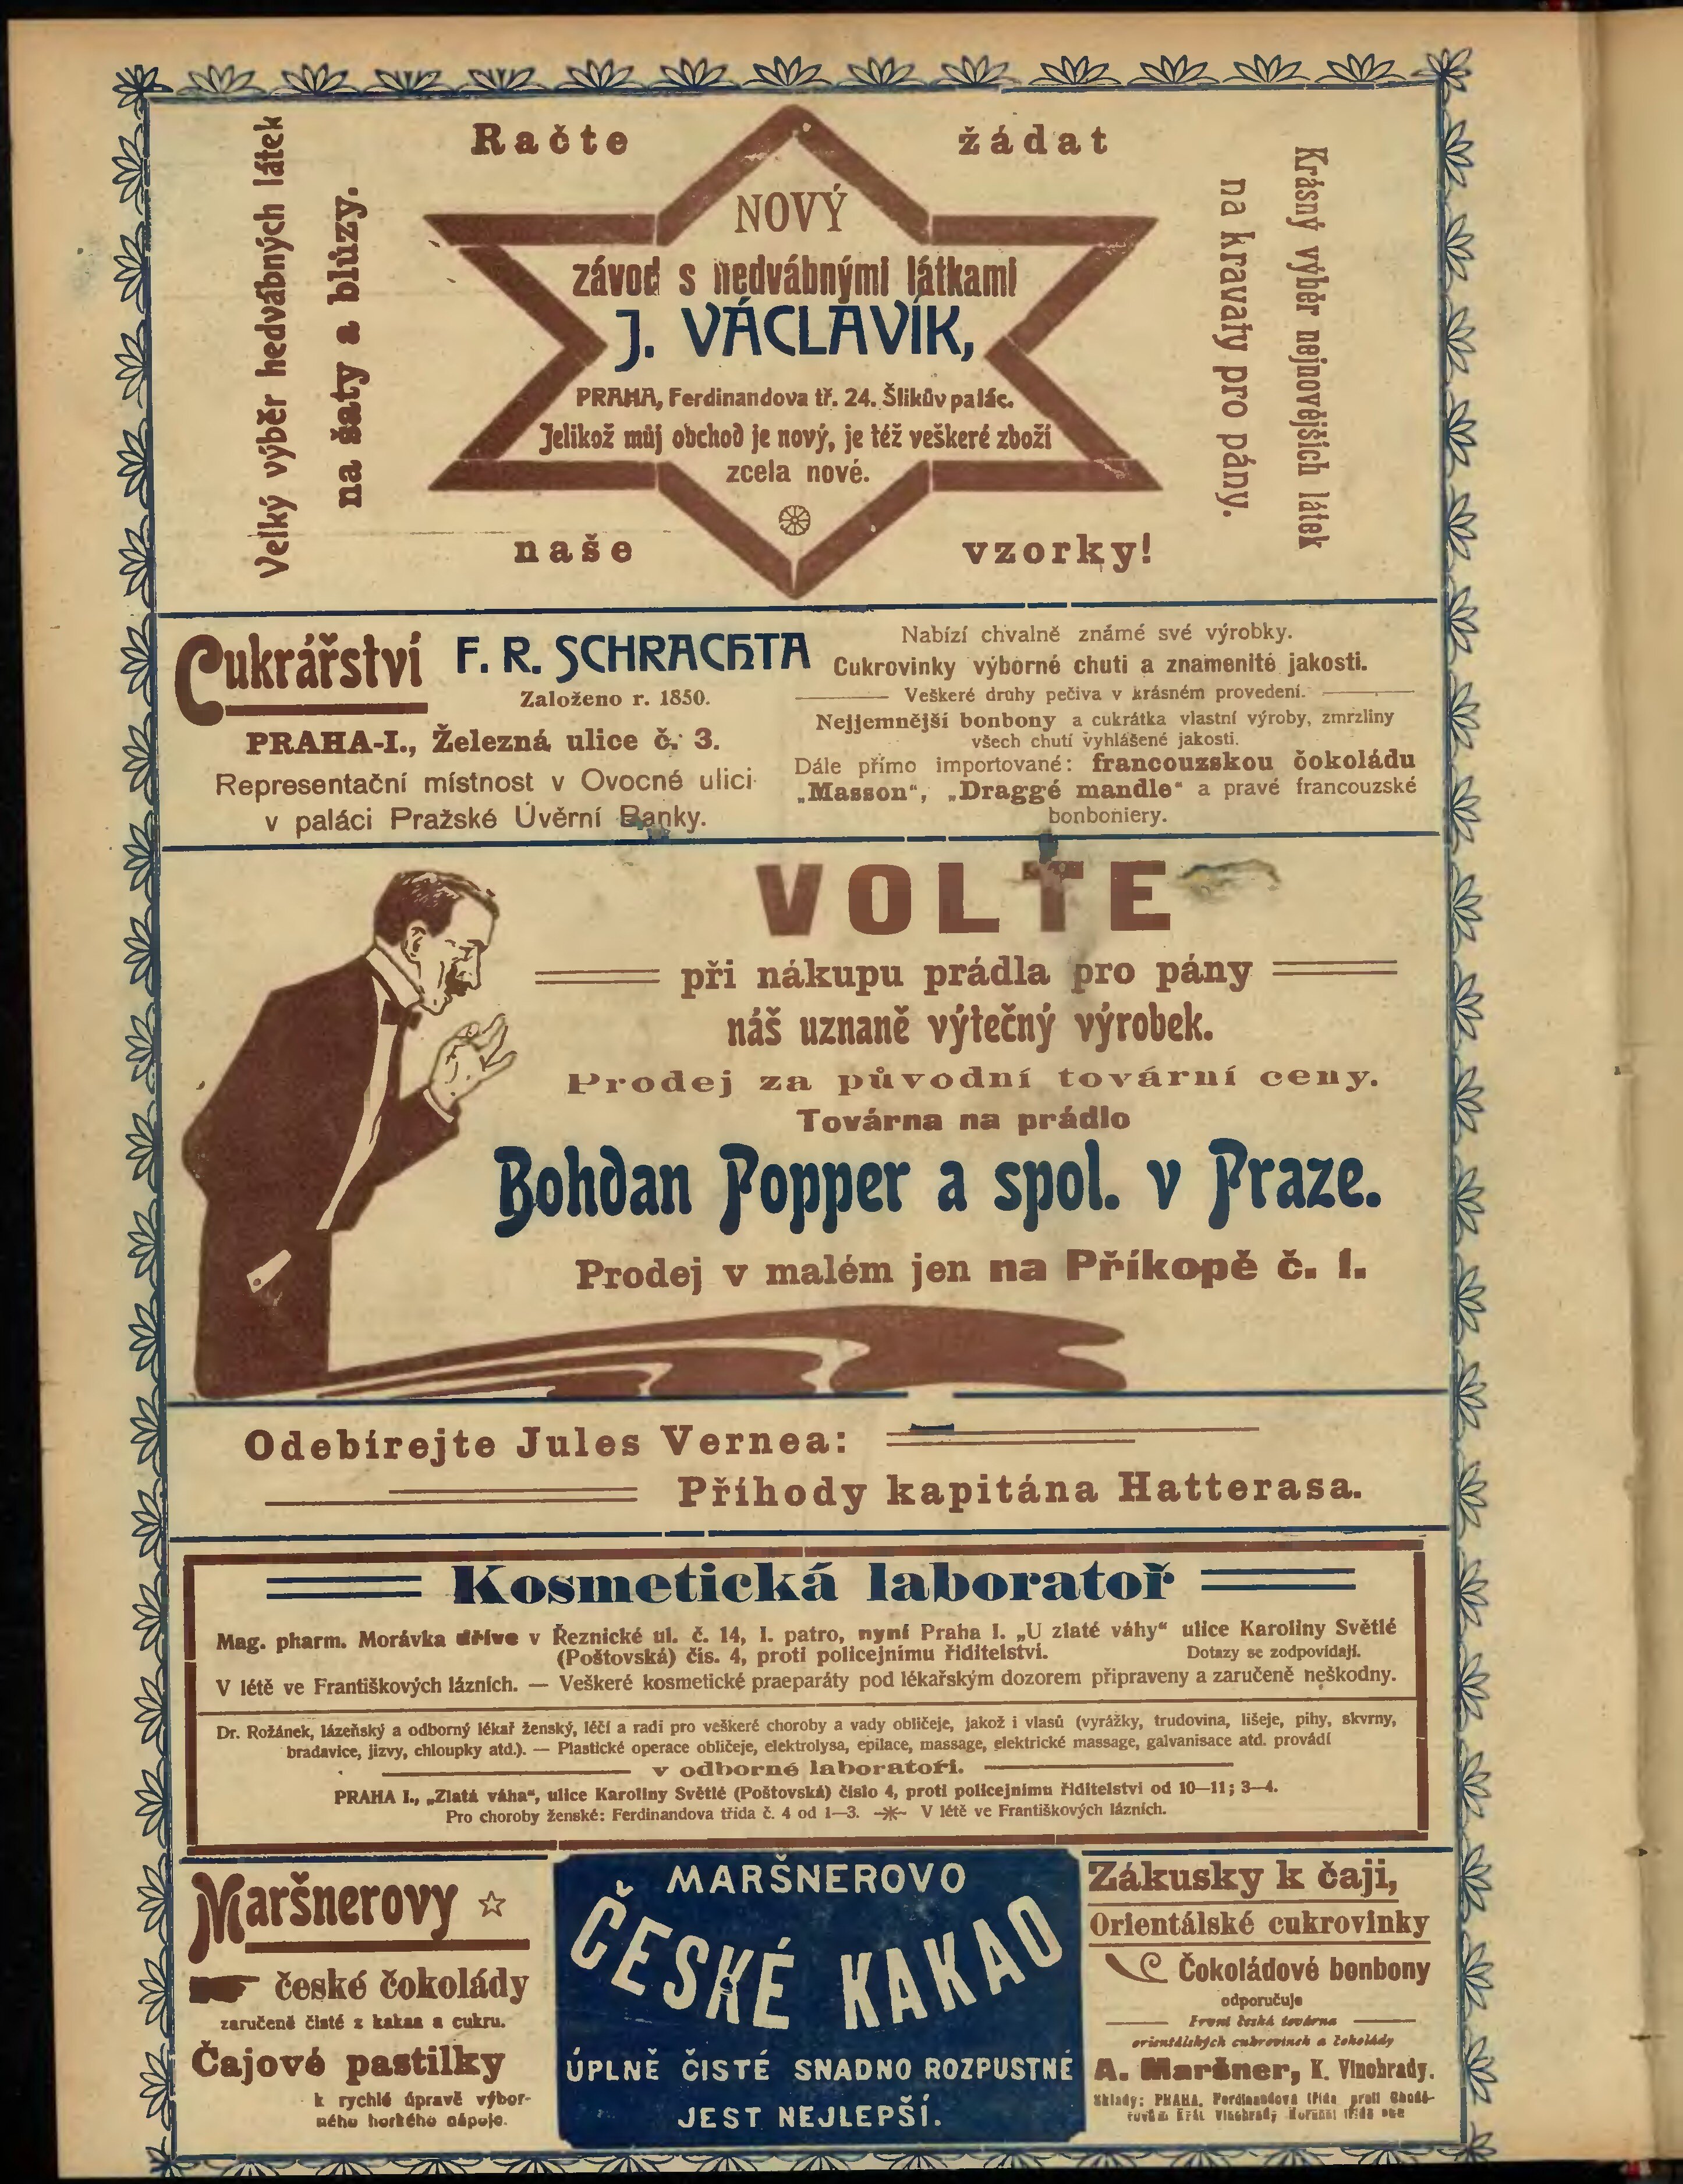 Račte žádat
Velký výběr hedvábných látek
na šaty a blůzy.
NOVÝ
závod s hedvábnými látkami
J. VÁCLAVÍK,
PRAHA, Ferdinandova tř. 24. Šlikův palác.
Jelikož můj obchod je nový, je též veškeré zboží
zcela nové.
Krásný výběr nejnovějších látek
na kravaty pro pány.
naše vzorky!
Cukrářství F. R. SCHRACHTA
Založeno r. 1850.
PRAHA-I., Železná ulice č. 3.
Representační místnost v Ovocné ulici
v paláci Pražské Úvěrní Banky.
Nabízí chvalně známé své výrobky.
Cukrovinky výborné chuti a znamenité jakosti.
Veškeré druhy pečiva v krásném provedení.
Nejjemnější bonbony a cukrátka vlastní výroby, zmrzliny
všech chutí vyhlášené jakosti.
Dále přímo importované: francouzskou čokoládu
„Masson“, „Draggé mandle“ a pravé francouzské
bonboniery.
VOLTE
při nákupu prádla pro pány
náš uznaně výtečný výrobek.
Prodej za původní tovární ceny.
Továrna na prádlo
Bohdan Popper a spol. v Praze.
Prodej v malém jen na Příkopě č. 1.
Odebírejte Jules Vernea:
Příhody kapitána Hatterasa.
Kosmetická laboratoř
Mag. pharm. Morávka dříve v Řeznické ul. č. 14, I. patro, nyní Praha I. „U zlaté váhy“ ulice Karoliny Světlé
(Poštovská) čís. 4, proti policejnímu řiditelství. Dotazy se zodpovídají.
V létě ve Františkových lázních. — Veškeré kosmetické praeparáty pod lékařským dozorem připraveny a zaručeně neškodny.
Dr. Rožánek, lázeňský a odborný lékař ženský, léčí a radí pro veškeré choroby a vady obličeje, jakož i vlasů (vyrážky, trudovina, lišeje, pihy, skvrny,
bradavice, jizvy, chloupky atd.). — Plastické operace obličeje, elektrolysa, epilace, massage, elektrické massage, galvanisace atd. provádí
v odborné laboratoři.
PRAHA I., „Zlatá váha“, ulice Karoliny Světlé (Poštovská) číslo 4, proti policejnímu řiditelství od 10—11; 3—4.
Pro choroby ženské: Ferdinandova třída č. 4 od 1—3. V létě ve Františkových lázních.
Maršnerovy
české čokolády
zaručeně čisté z kakaa a cukru.
Čajové pastilky
k rychlé úpravě výbor-
ného horkého nápoje.
MARŠNEROVO
ČESKÉ KAKAO
ÚPLNĚ ČISTÉ SNADNO ROZPUSTNÉ
JEST NEJLEPŠÍ.
Zákusky k čaji,
Orientálské cukrovinky
Čokoládové bonbony
odporučuje
První česká továrna
orientálských cukrovinek a čokolády
A. Maršner, K. Vinohrady.
Sklady: PRAHA, Ferdinandova třída proti
Král. Vinohrady třída